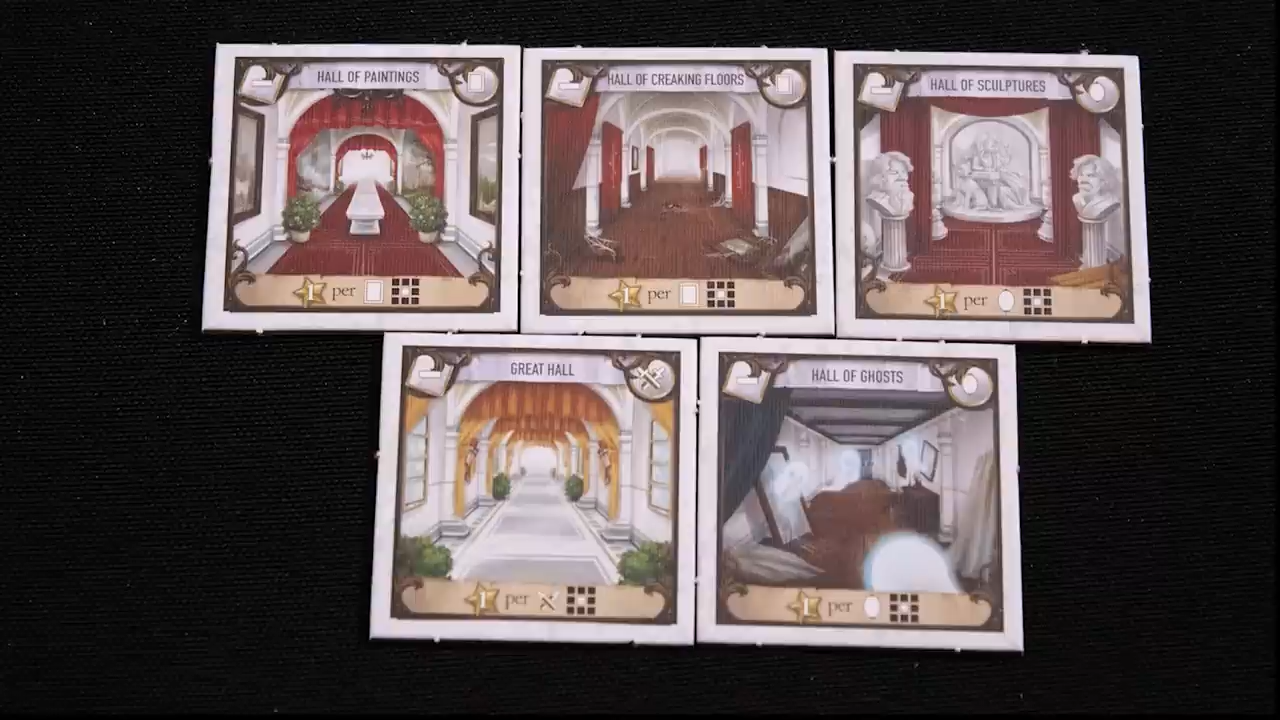 HALL OF PAINTINGS
1 per
HALL OF CREAKING FLOORS
1 per
HALL OF SCULPTURES
1 per
GREAT HALL
1 per
HALL OF GHOSTS
1 per